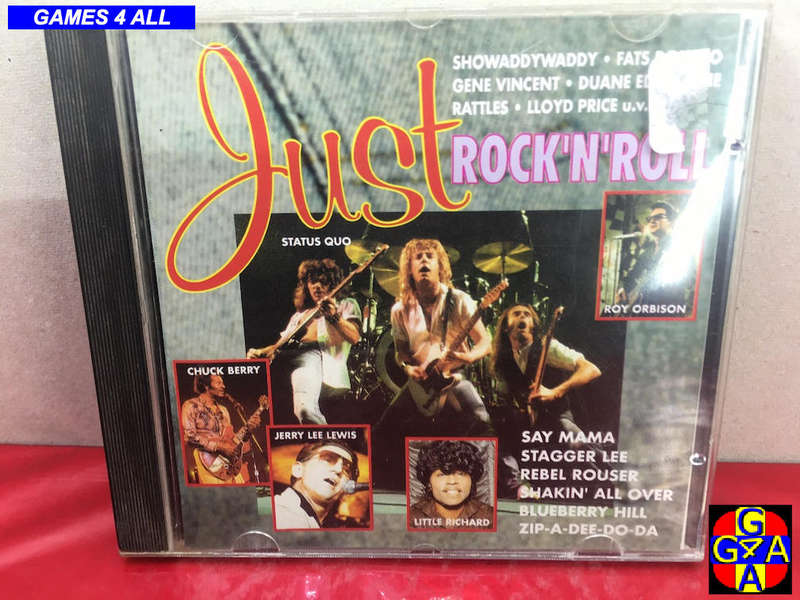 GAMES 4 ALL
SHOWADDYWADDY • FATS
GENE VINCENT • DUANE
RATTLES • LLOYD PRICE u.v.
Just
ROCK'N'ROLL
STATUS QUO
ROY ORBISON
CHUCK BERRY
JERRY LEE LEWIS
LITTLE RICHARD
SAY MAMA
STAGGER LEE
REBEL ROUSER
SHAKIN' ALL OVER
BLUEBERRY HILL
ZIP-A-DEE-DO-DA
G
G4A
A